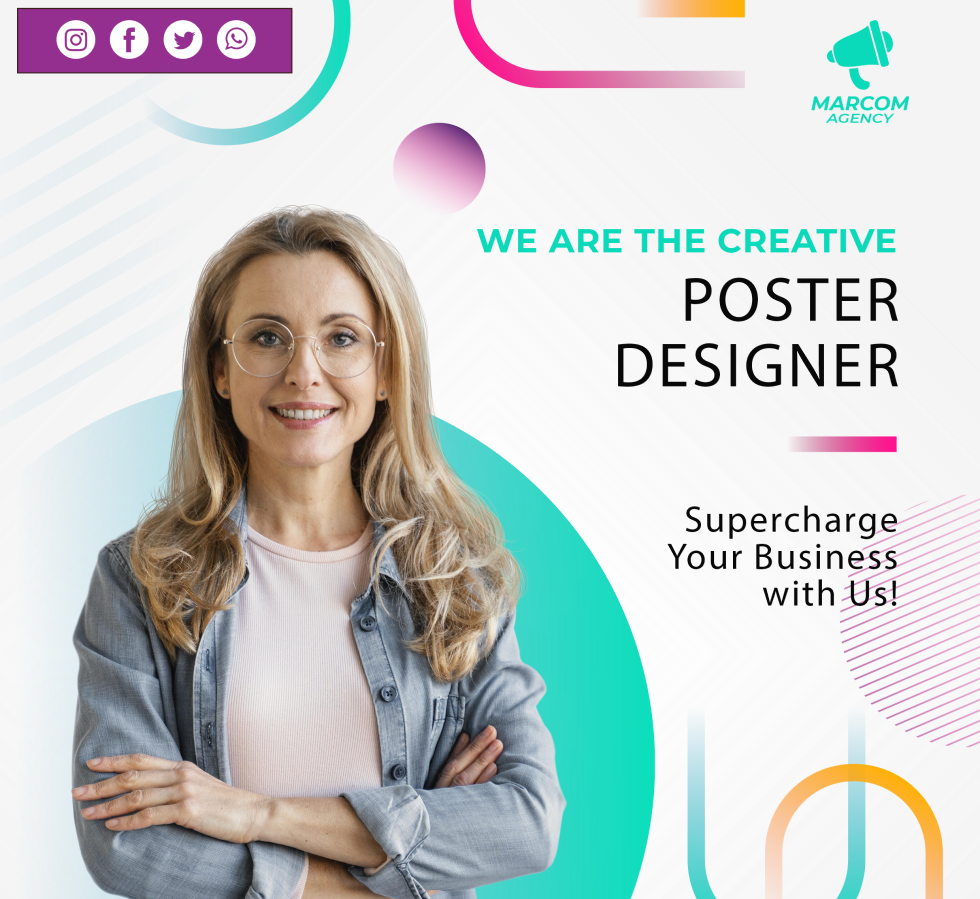 MARCOM
AGENCY
WE ARE THE CREATIVE
POSTER
DESIGNER
Supercharge
Your Business
with Us!